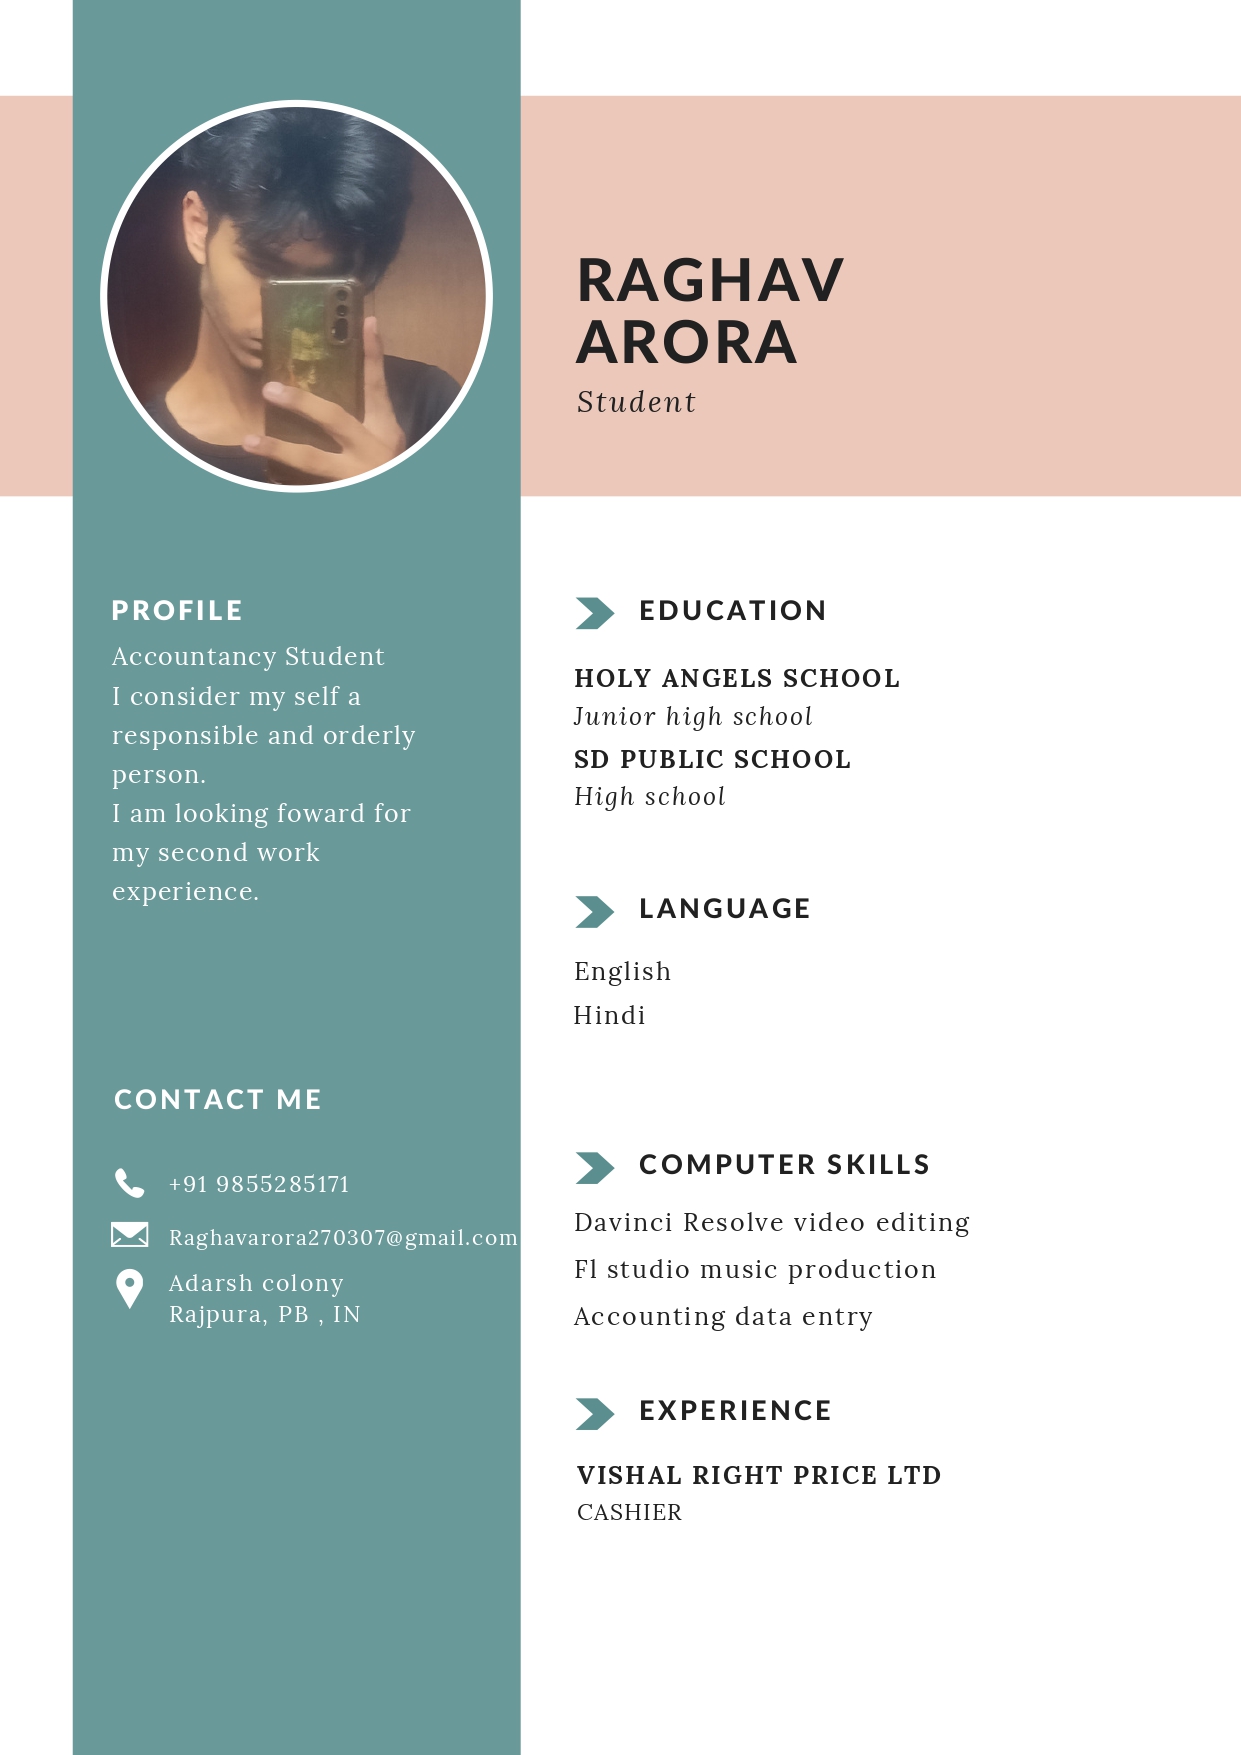 RAGHAV
ARORA
Student
PROFILE
Accountancy Student
I consider my self a
responsible and orderly
person.
I am looking foward for
my second work
experience.
CONTACT ME
+91 9855285171
Raghavarora270307@gmail.com
Adarsh colony
Rajpura, PB , IN
EDUCATION
HOLY ANGELS SCHOOL
Junior high school
SD PUBLIC SCHOOL
High school
LANGUAGE
English
Hindi
COMPUTER SKILLS
Davinci Resolve video editing
Fl studio music production
Accounting data entry
EXPERIENCE
VISHAL RIGHT PRICE LTD
CASHIER